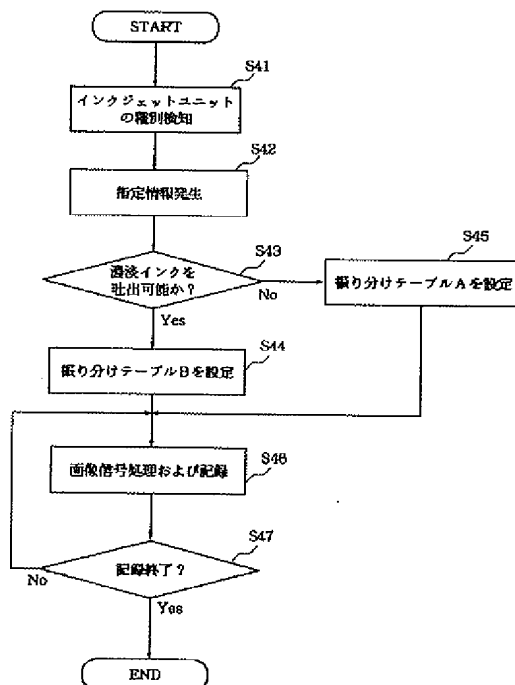 START
S41
インクジェットユニット
の種別検知
S42
指定情報発生
S43
濃淡インクを
吐出可能か？
No
Yes
S45
振り分けテーブルAを設定
S44
振り分けテーブルBを設定
S46
画像信号処理および記録
S47
記録終了？
No
Yes
END